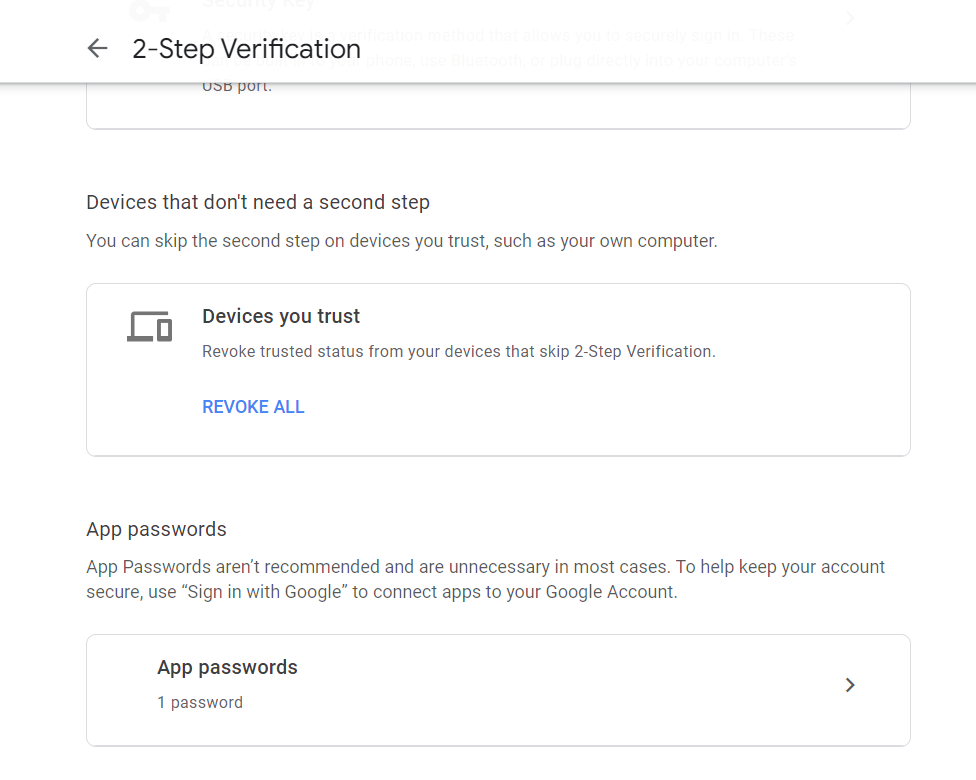 Security Key
2-Step Verification
A security key is a verification method that allows you to securely sign in. These
phone, use Bluetooth, or plug directly into your computer's
USB port.
Devices that don't need a second step
You can skip the second step on devices you trust, such as your own computer.
Devices you trust
Revoke trusted status from your devices that skip 2-Step Verification.
REVOKE ALL
App passwords
App Passwords aren’t recommended and are unnecessary in most cases. To help keep your account
secure, use “Sign in with Google” to connect apps to your Google Account.
App passwords
1 password